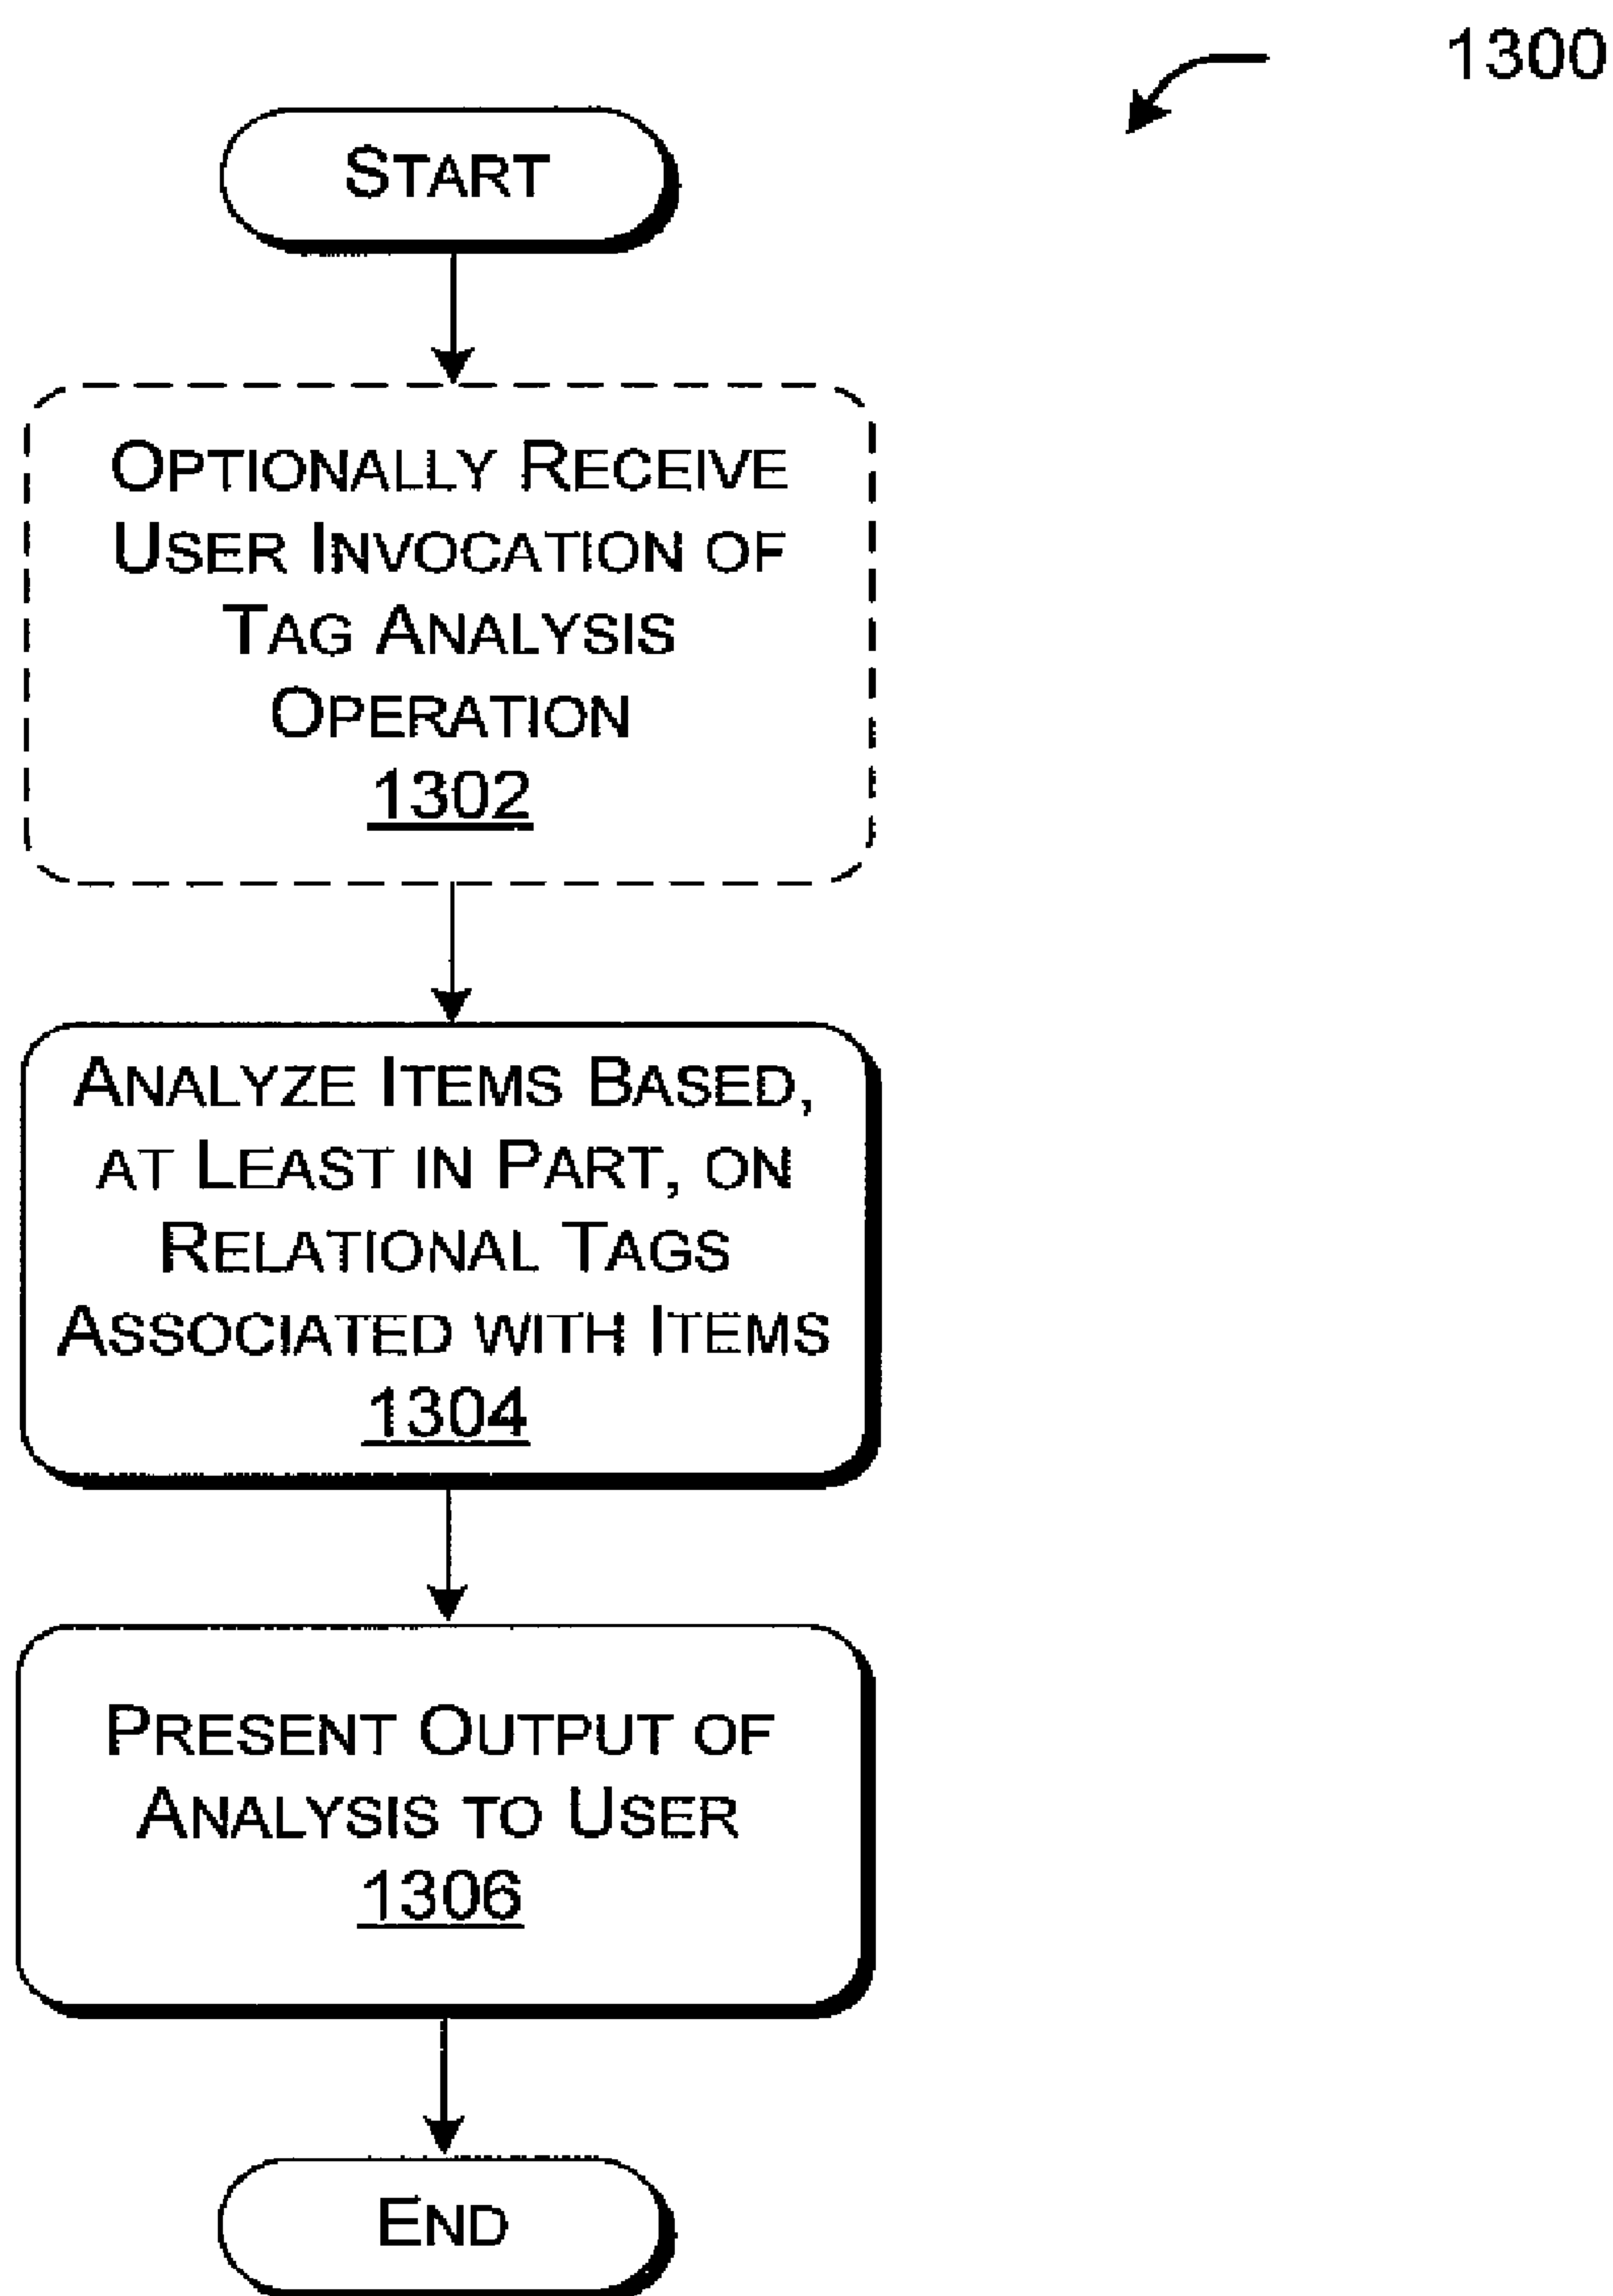 1300
START
OPTIONALLY RECEIVE
USER INVOCATION OF
TAG ANALYSIS
OPERATION
1302
ANALYZE ITEMS BASED,
AT LEAST IN PART, ON
RELATIONAL TAGS
ASSOCIATED WITH ITEMS
1304
PRESENT OUTPUT OF
ANALYSIS TO USER
1306
END